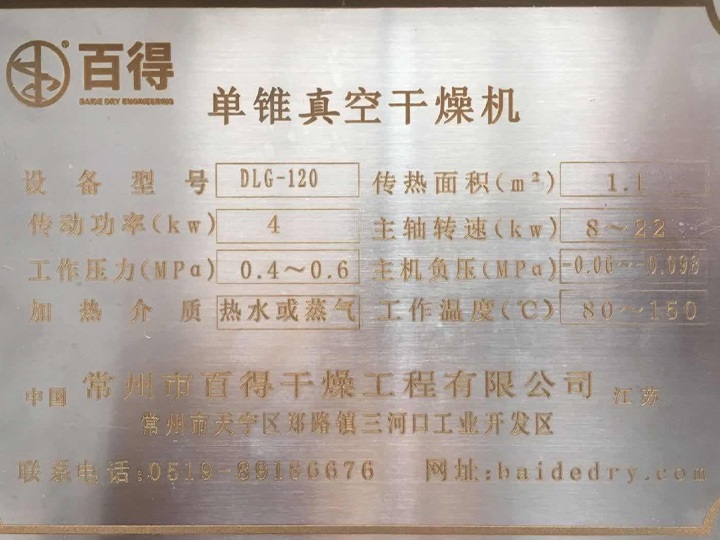 百得
BAIDE DRY ENGINEERING
单锥真空干燥机
设备型号 DLG-120 传热面积(m²) 1.1
传动功率(kw) 4 主轴转速(kw) 8～22
工作压力(MPa) 0.4～0.6 主机负压(MPa) -0.06～-0.098
加热介质 热水或蒸气 工作温度(℃) 80～150
中国 常州市百得干燥工程有限公司 江苏
常州市天宁区郑路镇三河口工业开发区
联系电话:0519-89186676 网址:baidedry.com